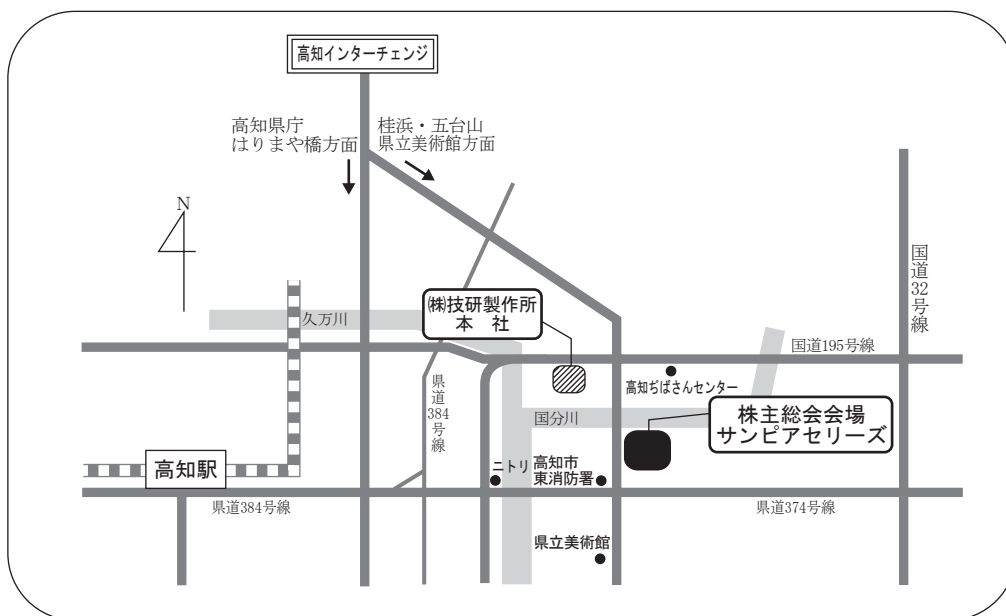 高知インターチェンジ
高知県庁
はりまや橋方面
桂浜・五台山
県立美術館方面
N
国道32号線
㈱技研製作所
本　社
久万川
国道195号線
高知ぢばさんセンター
県道384号線
国分川
株主総会会場
サンピアセリーズ
高知駅
ニトリ
高知市
東消防署
県道384号線
県道374号線
県立美術館